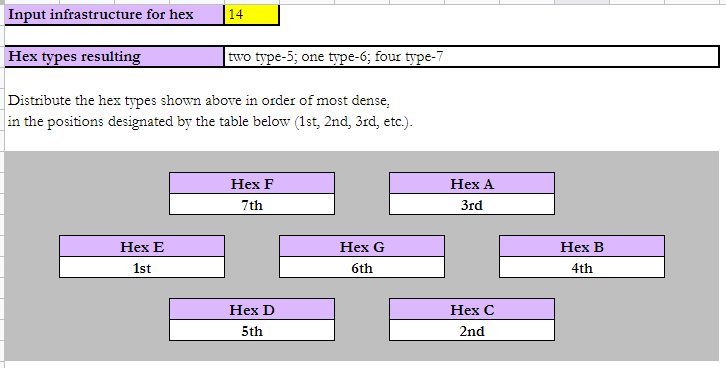 Input infrastructure for hex 14
Hex types resulting two type-5; one type-6; four type-7
Distribute the hex types shown above in order of most dense,
in the positions designated by the table below (1st, 2nd, 3rd, etc.).
Hex F Hex A
7th 3rd
Hex E Hex G Hex B
1st 6th 4th
Hex D Hex C
5th 2nd